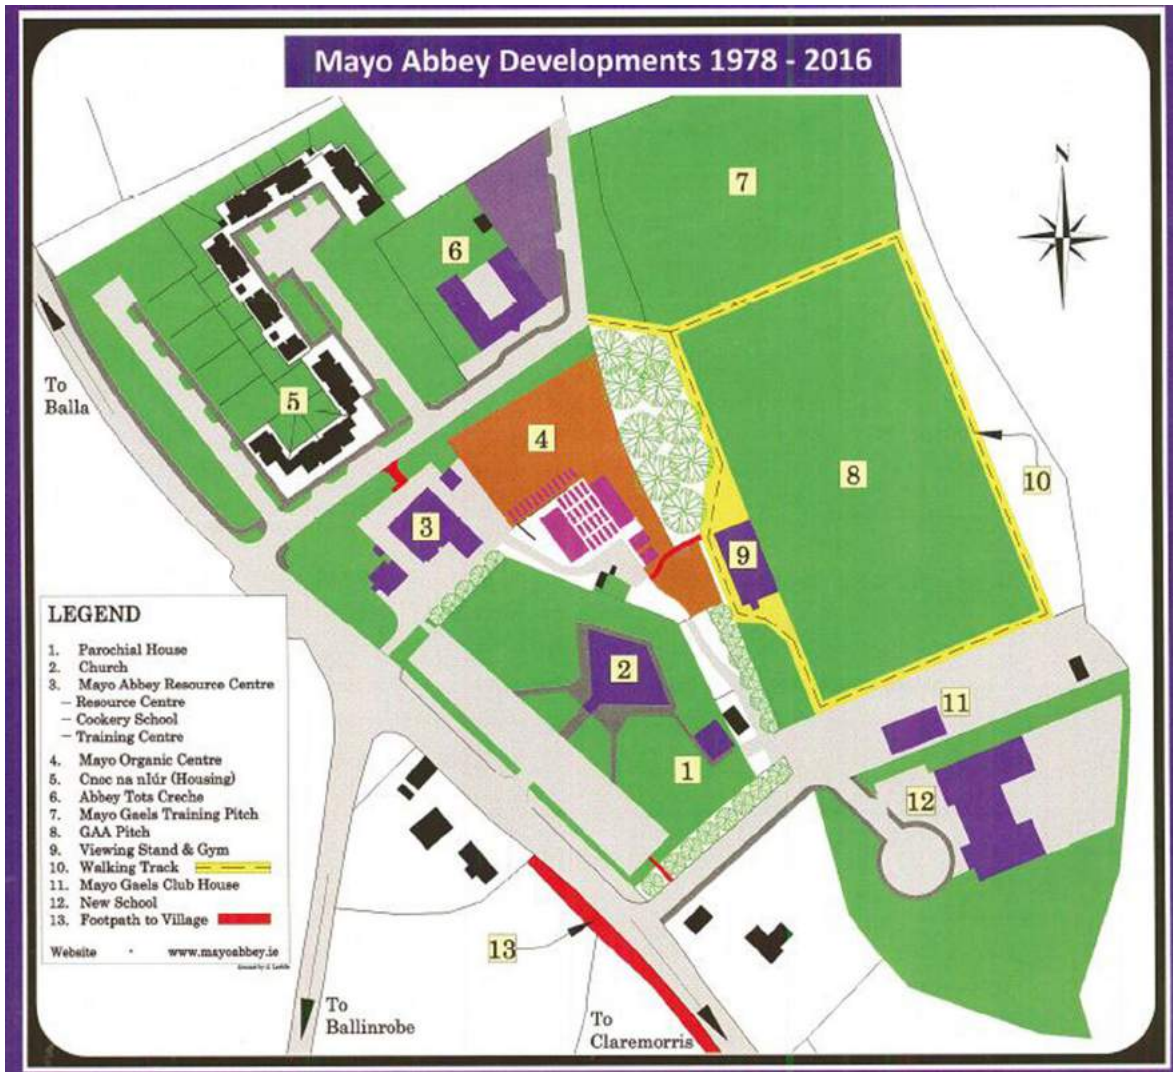 Mayo Abbey Developments 1978 - 2016
7
N
6
To
Balla
5
4
8
10
3
9
LEGEND
1. Parochial House
2. Church
3. Mayo Abbey Resource Centre
– Resource Centre
– Cookery School
– Training Centre
4. Mayo Organic Centre
5. Cnoc na nIúr (Housing)
6. Abbey Tots Creche
7. Mayo Gaels Training Pitch
8. GAA Pitch
9. Viewing Stand & Gym
10. Walking Track
11. Mayo Gaels Club House
12. New School
13. Footpath to Village
Website · www.mayoabbey.ie
2
11
1
12
13
To
Ballinrobe
To
Claremorris